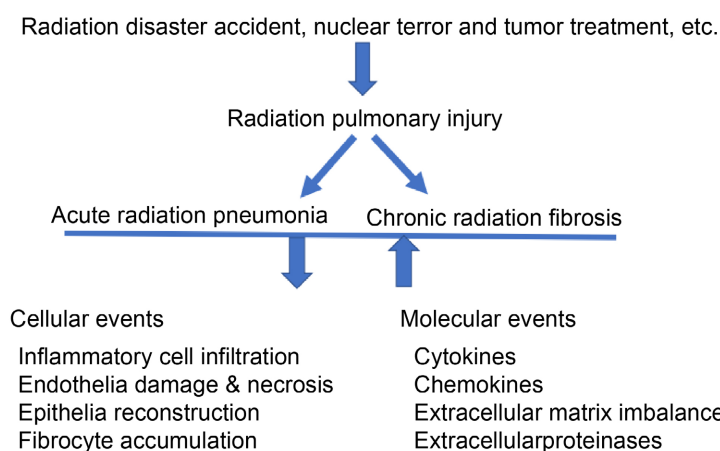 Radiation disaster accident, nuclear terror and tumor treatment, etc.
Radiation pulmonary injury
Acute radiation pneumonia
Chronic radiation fibrosis
Cellular events
Inflammatory cell infiltration
Endothelia damage & necrosis
Epithelia reconstruction
Fibrocyte accumulation
Molecular events
Cytokines
Chemokines
Extracellular matrix imbalance
Extracellularproteinases